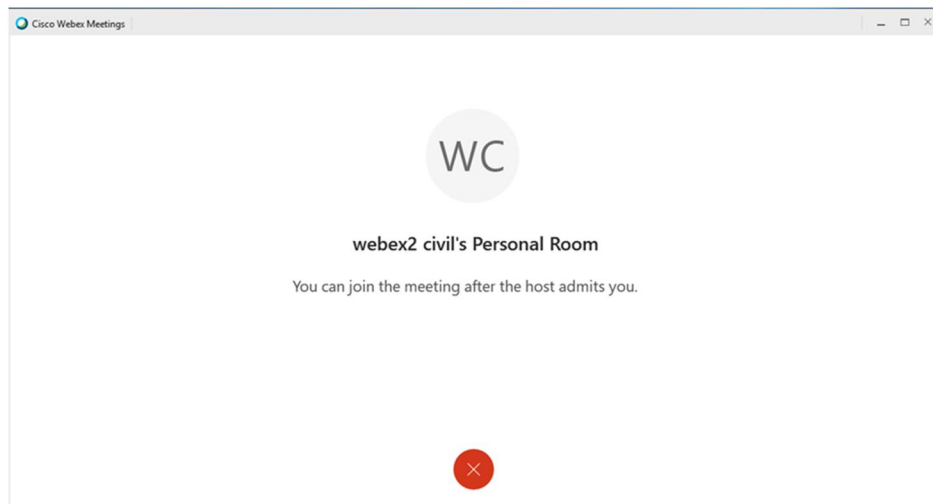 Cisco Webex Meetings
WC
webex2 civil's Personal Room
You can join the meeting after the host admits you.